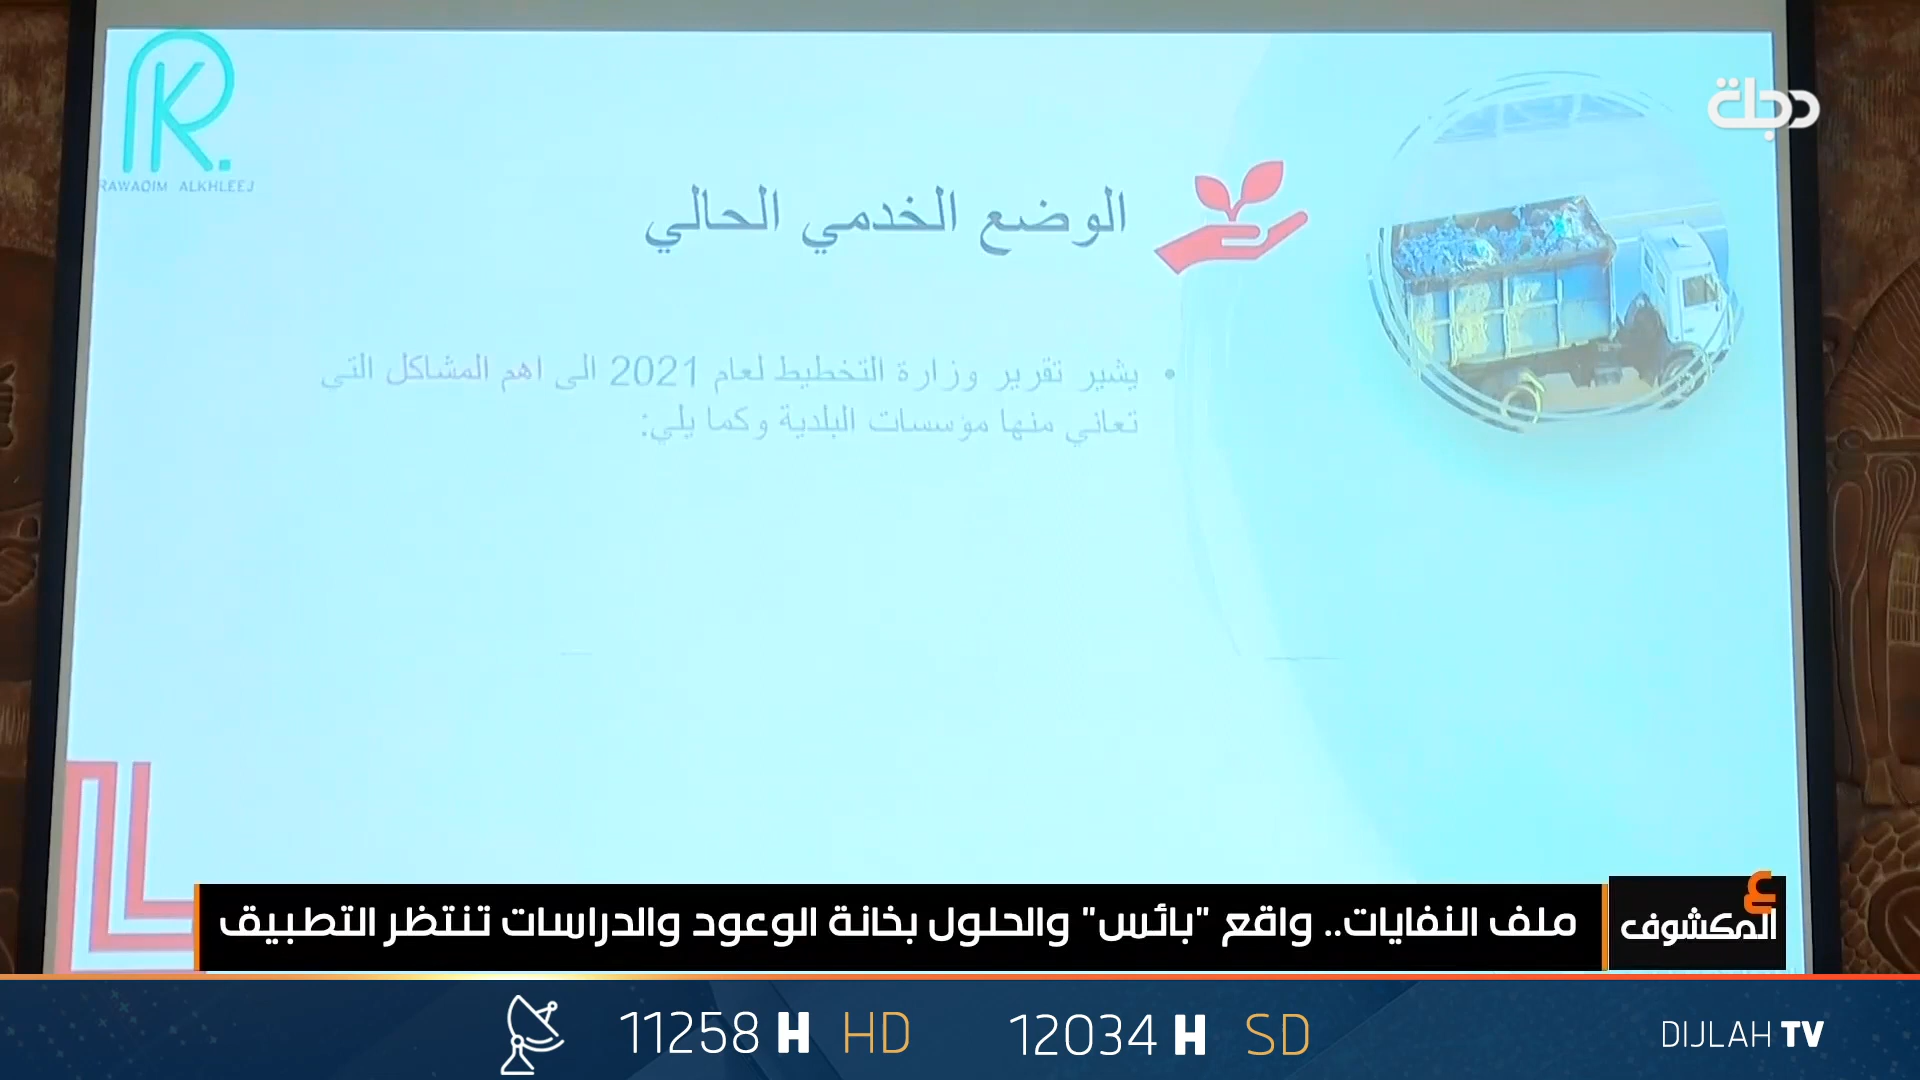 RK.
RAWAQIM ALKHLEEJ
دجلة
الوضع الخدمي الحالي
• يشير تقرير وزارة التخطيط لعام 2021 الى اهم المشاكل التي
تعاني منها مؤسسات البلدية وكما يلي:
ع المكشوف
ملف النفايات.. واقع "بائس" والحلول بخانة الوعود والدراسات تنتظر التطبيق
11258 H HD 12034 H SD
DIJLAH TV